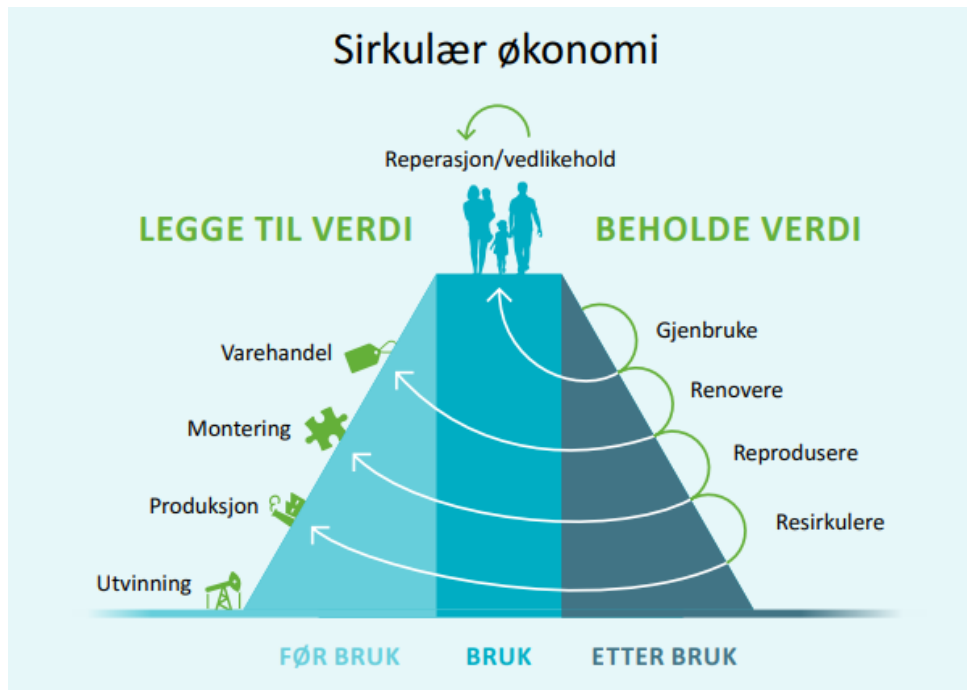 Sirkulær økonomi
Reperasjon/vedlikehold
LEGGE TIL VERDI
BEHOLDE VERDI
Varehandel
Montering
Produksjon
Utvinning
Gjenbruke
Renovere
Reprodusere
Resirkulere
FØR BRUK
BRUK
ETTER BRUK